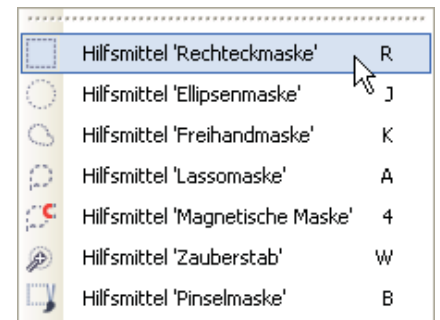 Hilfsmittel 'Rechteckmaske' R
Hilfsmittel 'Ellipsenmaske' J
Hilfsmittel 'Freihandmaske' K
Hilfsmittel 'Lassomaske' A
Hilfsmittel 'Magnetische Maske' 4
Hilfsmittel 'Zauberstab' W
Hilfsmittel 'Pinselmaske' B